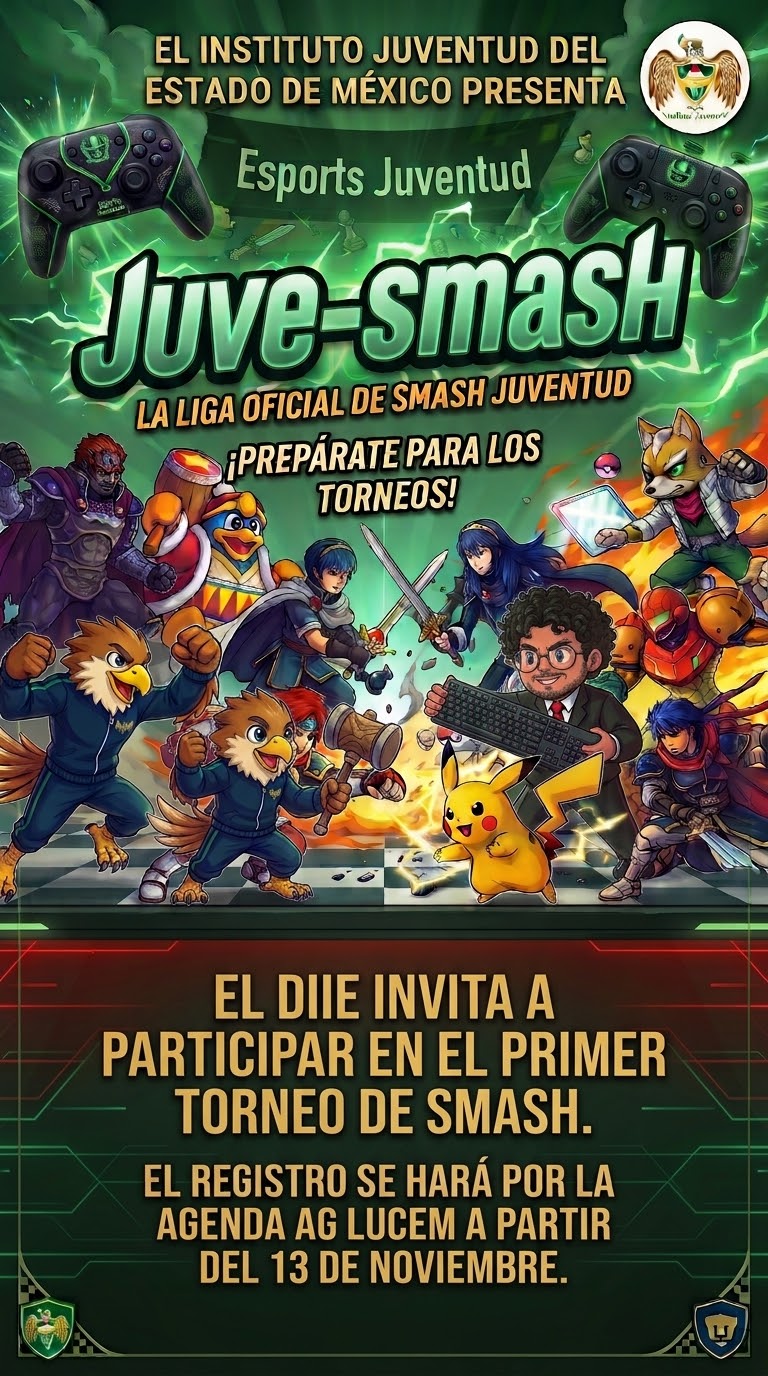 EL INSTITUTO JUVENTUD DEL
ESTADO DE MÉXICO PRESENTA
Esports Juventud
Juve-smash
LA LIGA OFICIAL DE SMASH JUVENTUD
¡PREPÁRATE PARA LOS
TORNEOS!
EL DIIE INVITA A
PARTICIPAR EN EL PRIMER
TORNEO DE SMASH.
EL REGISTRO SE HARÁ POR LA
AGENDA AG LUCEM A PARTIR
DEL 13 DE NOVIEMBRE.